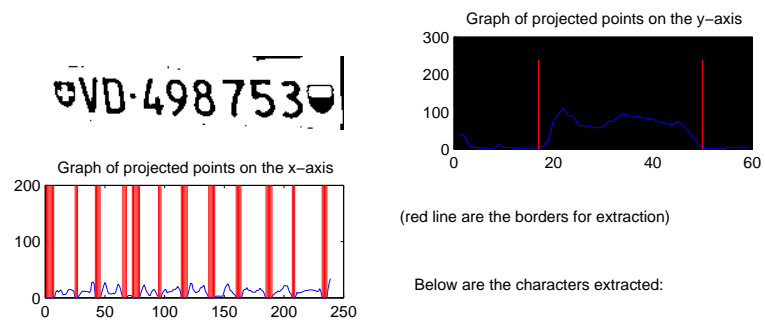 Graph of projected points on the y−axis
300
200
100
0
0 20 40 60
VD·498753
Graph of projected points on the x−axis
200
100
0
0 50 100 150 200 250
(red line are the borders for extraction)
Below are the characters extracted: